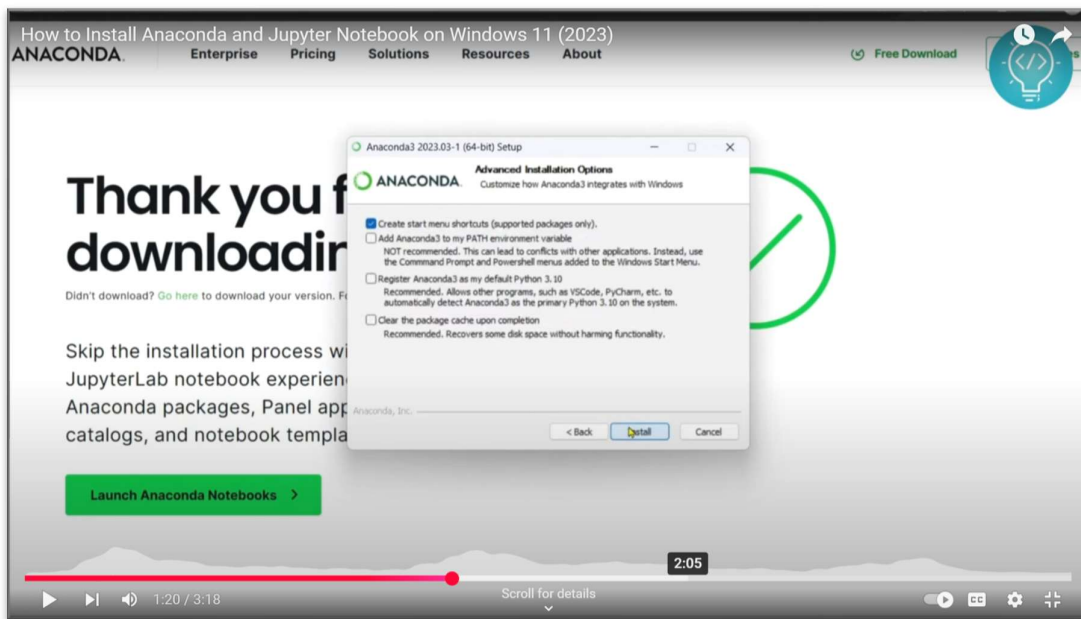 How to Install Anaconda and Jupyter Notebook on Windows 11 (2023)
ANACONDA. Enterprise Pricing Solutions Resources About Free Download
Anaconda3 2023.03-1 (64-bit) Setup
ANACONDA.
Advanced Installation Options
Customize how Anaconda3 integrates with Windows
Thank you f
downloadin
Didn't download? Go here to download your version. Fo
Skip the installation process wi
JupyterLab notebook experien
Anaconda packages, Panel app
catalogs, and notebook templa
Launch Anaconda Notebooks
Create start menu shortcuts (supported packages only).
Add Anaconda3 to my PATH environment variable
NOT recommended. This can lead to conflicts with other applications. Instead, use
the Commmand Prompt and Powershell menus added to the Windows Start Menu.
Register Anaconda3 as my default Python 3.10
Recommended. Allows other programs, such as VSCode, PyCharm, etc. to
automatically detect Anaconda3 as the primary Python 3.10 on the system.
Clear the package cache upon completion
Recommended. Recovers some disk space without harming functionality.
Anaconda, Inc.
< Back Install Cancel
2:05
1:20 / 3:18
Scroll for details
CC